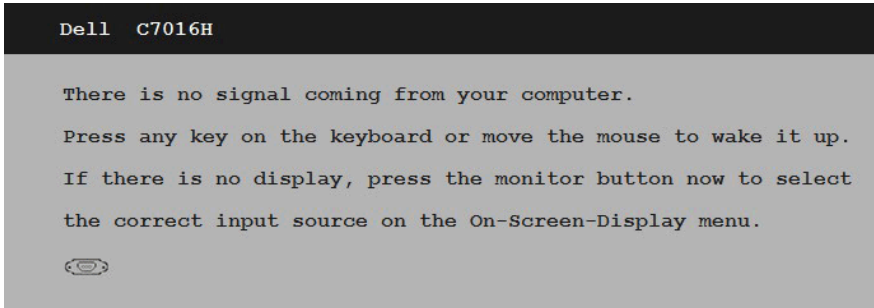 Dell C7016H
There is no signal coming from your computer.
Press any key on the keyboard or move the mouse to wake it up.
If there is no display, press the monitor button now to select
the correct input source on the On-Screen-Display menu.